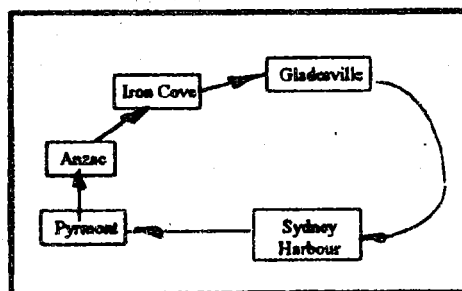 Gladesville
Iron Cove
Anzac
Pyrmont
Sydney
Harbour